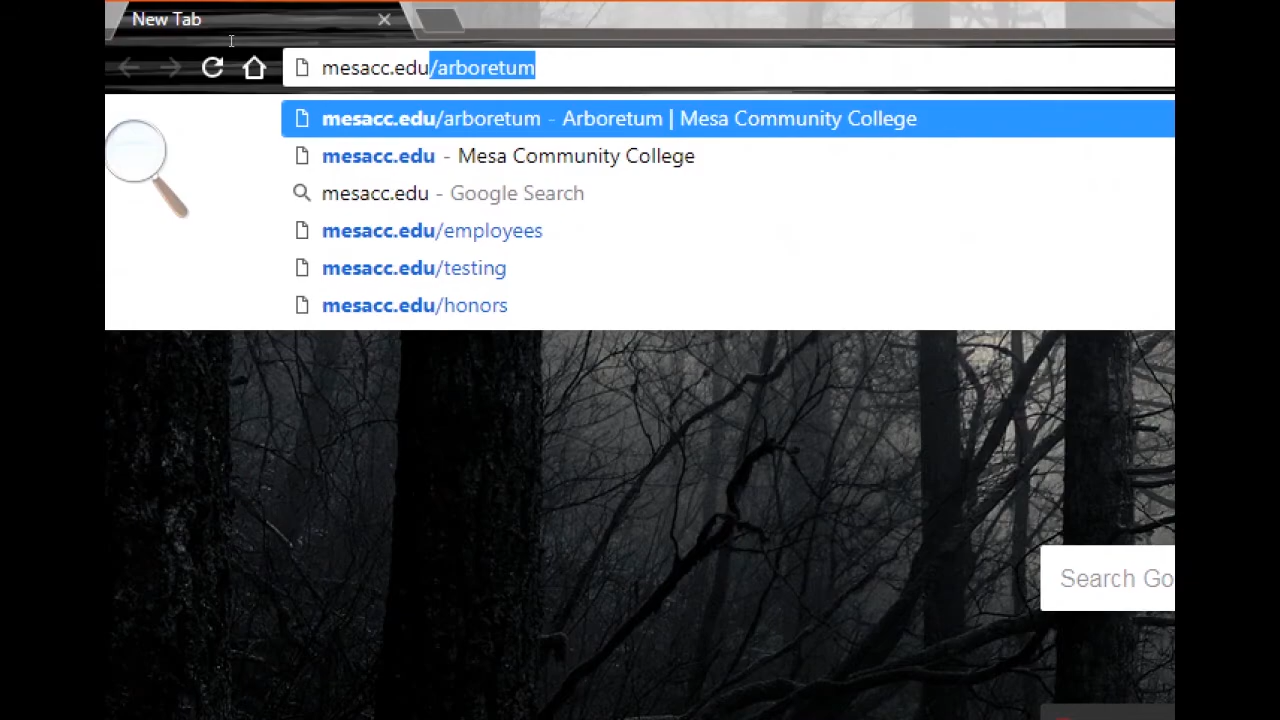 New Tab
mesacc.edu/arboretum
mesacc.edu/arboretum - Arboretum | Mesa Community College
mesacc.edu - Mesa Community College
mesacc.edu - Google Search
mesacc.edu/employees
mesacc.edu/testing
mesacc.edu/honors
Search Go